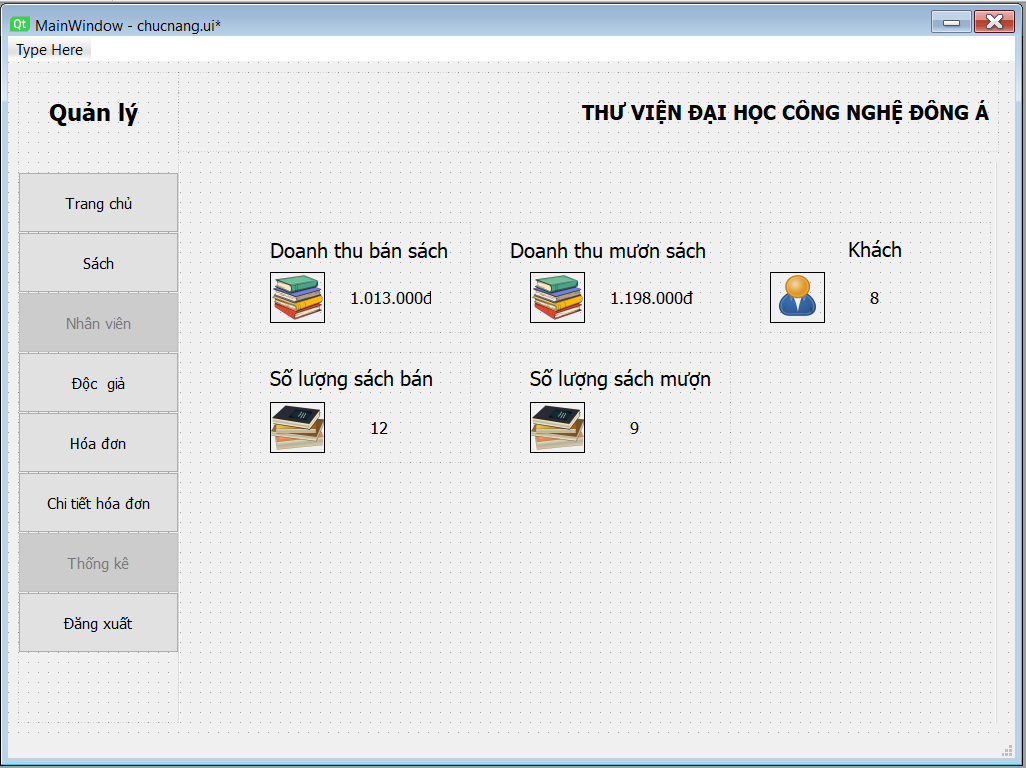 Qt MainWindow - chucnang.ui*
Type Here
Quản lý
THƯ VIỆN ĐẠI HỌC CÔNG NGHỆ ĐÔNG Á
Trang chủ
Sách
Nhân viên
Độc giả
Hóa đơn
Chi tiết hóa đơn
Thống kê
Đăng xuất
Doanh thu bán sách
1.013.000đ
Doanh thu mươn sách
1.198.000đ
Khách
8
Số lượng sách bán
12
Số lượng sách mượn
9